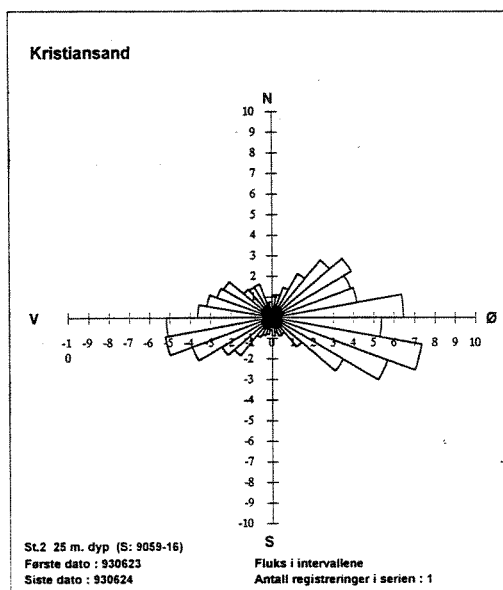 Kristiansand
N
10
9
8
7
6
5
4
3
2
1
V -1 -9 -8 -7 -6 -5 -4 -3 -2 -1 0 1 2 3 4 5 6 7 8 9 10 Ø
0
-2
-3
-4
-5
-6
-7
-8
-9
-10
S
St.2 25 m. dyp (S: 9059-16)
Første dato : 930623
Siste dato : 930624
Fluks i intervallene
Antall registreringer i serien : 1